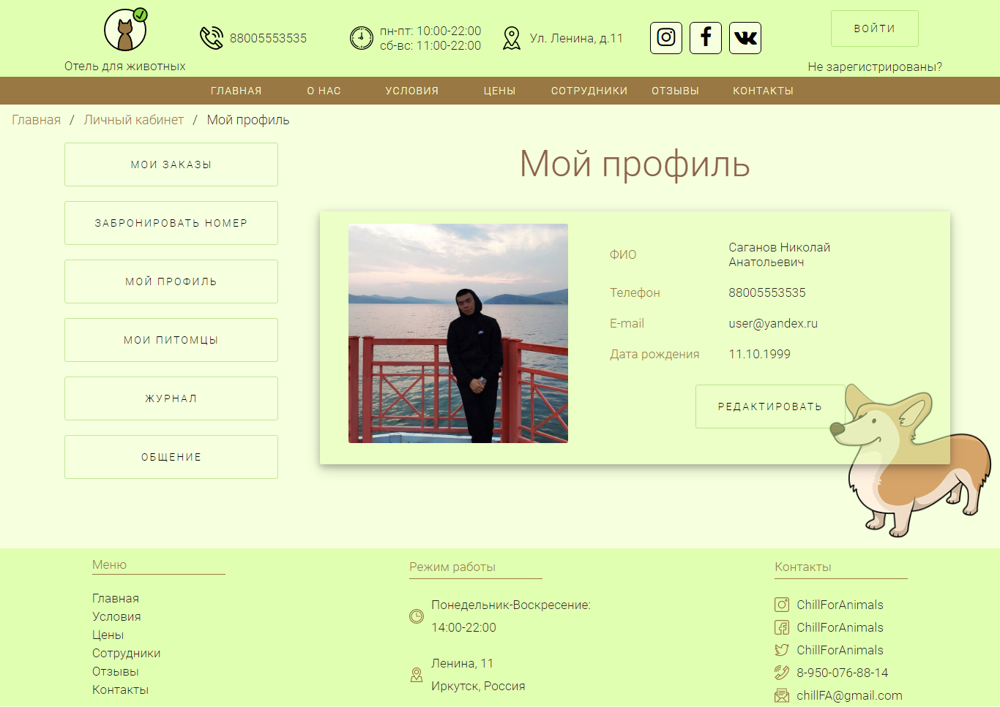 Отель для животных
88005553535
пн-пт: 10:00-22:00
сб-вс: 11:00-22:00
Ул. Ленина, д.11
ВОЙТИ
Не зарегистрированы?
ГЛАВНАЯ О НАС УСЛОВИЯ ЦЕНЫ СОТРУДНИКИ ОТЗЫВЫ КОНТАКТЫ
Главная / Личный кабинет / Мой профиль
МОИ ЗАКАЗЫ
ЗАБРОНИРОВАТЬ НОМЕР
МОЙ ПРОФИЛЬ
МОИ ПИТОМЦЫ
ЖУРНАЛ
ОБЩЕНИЕ
Мой профиль
ФИО
Саганов Николай
Анатольевич
Телефон 88005553535
E-mail user@yandex.ru
Дата рождения 11.10.1999
РЕДАКТИРОВАТЬ
Меню
Главная
Условия
Цены
Сотрудники
Отзывы
Контакты
Режим работы
Понедельник-Воскресение:
14:00-22:00
Ленина, 11
Иркутск, Россия
Контакты
ChillForAnimals
ChillForAnimals
ChillForAnimals
8-950-076-88-14
chillFA@gmail.com